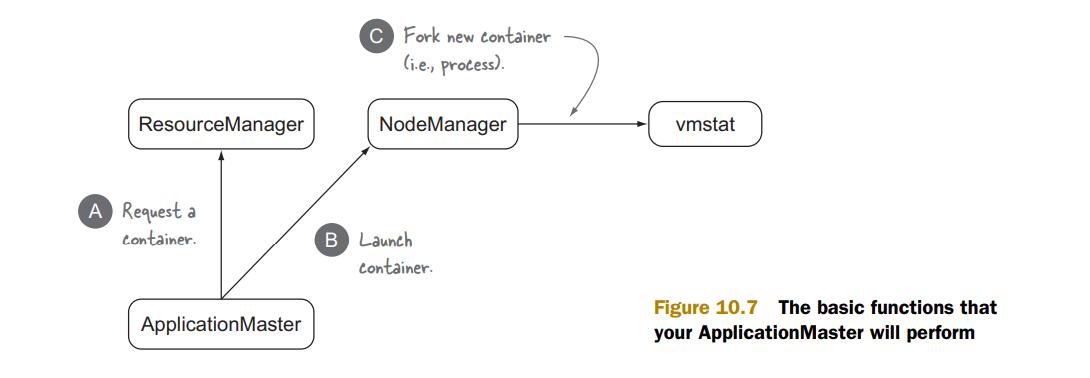 C Fork new container
(i.e., process).
ResourceManager
NodeManager
vmstat
A Request a
container.
B Launch
container.
ApplicationMaster
Figure 10.7 The basic functions that
your ApplicationMaster will perform